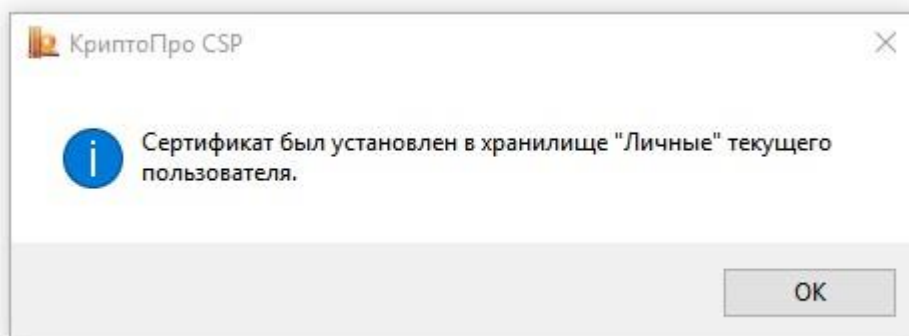 КриптоПро CSP
Сертификат был установлен в хранилище "Личные" текущего
пользователя.
OK